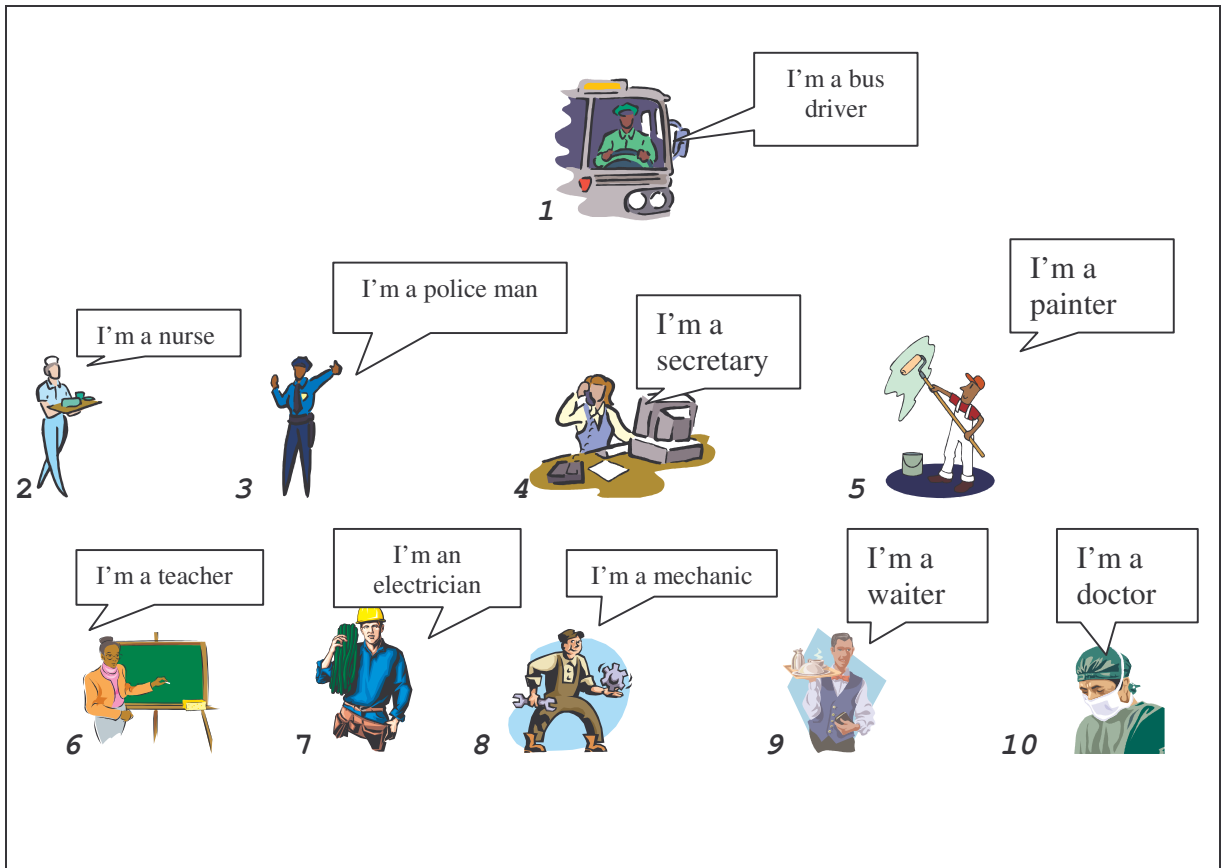 I'm a bus
driver
1
I'm a nurse
2
I'm a police man
3
I'm a
secretary
4
I'm a
painter
5
I'm a teacher
6
I'm an
electrician
7
I'm a mechanic
8
I'm a
waiter
9
I'm a
doctor
10